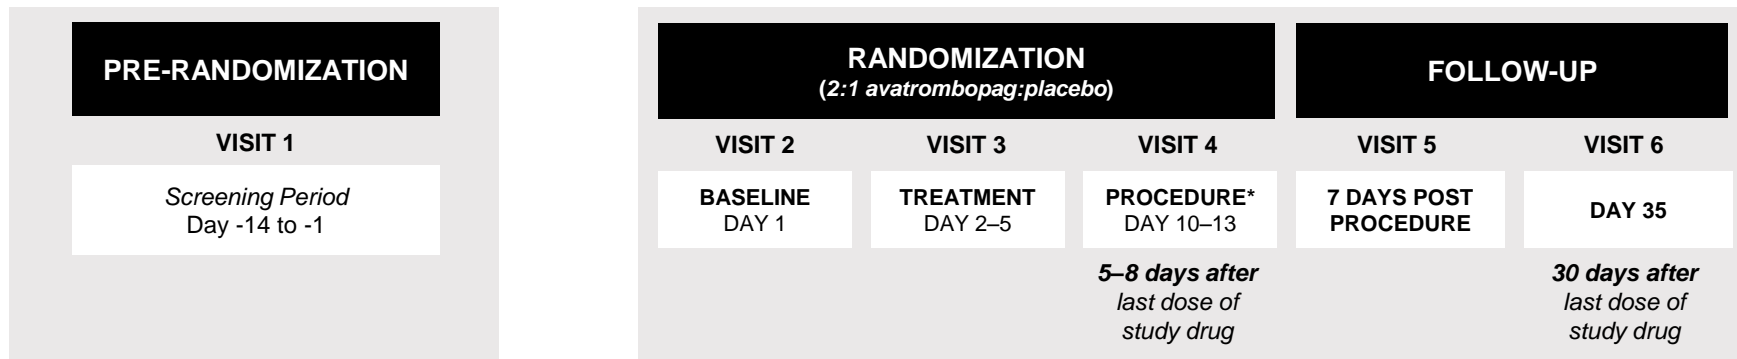 PRE-RANDOMIZATION
VISIT 1
Screening Period
Day -14 to -1
RANDOMIZATION
(2:1 avatrombopag:placebo)
FOLLOW-UP
VISIT 2
VISIT 3
VISIT 4
VISIT 5
VISIT 6
BASELINE
DAY 1
TREATMENT
DAY 2–5
PROCEDURE*
DAY 10–13
7 DAYS POST
PROCEDURE
DAY 35
5–8 days after
last dose of
study drug
30 days after
last dose of
study drug